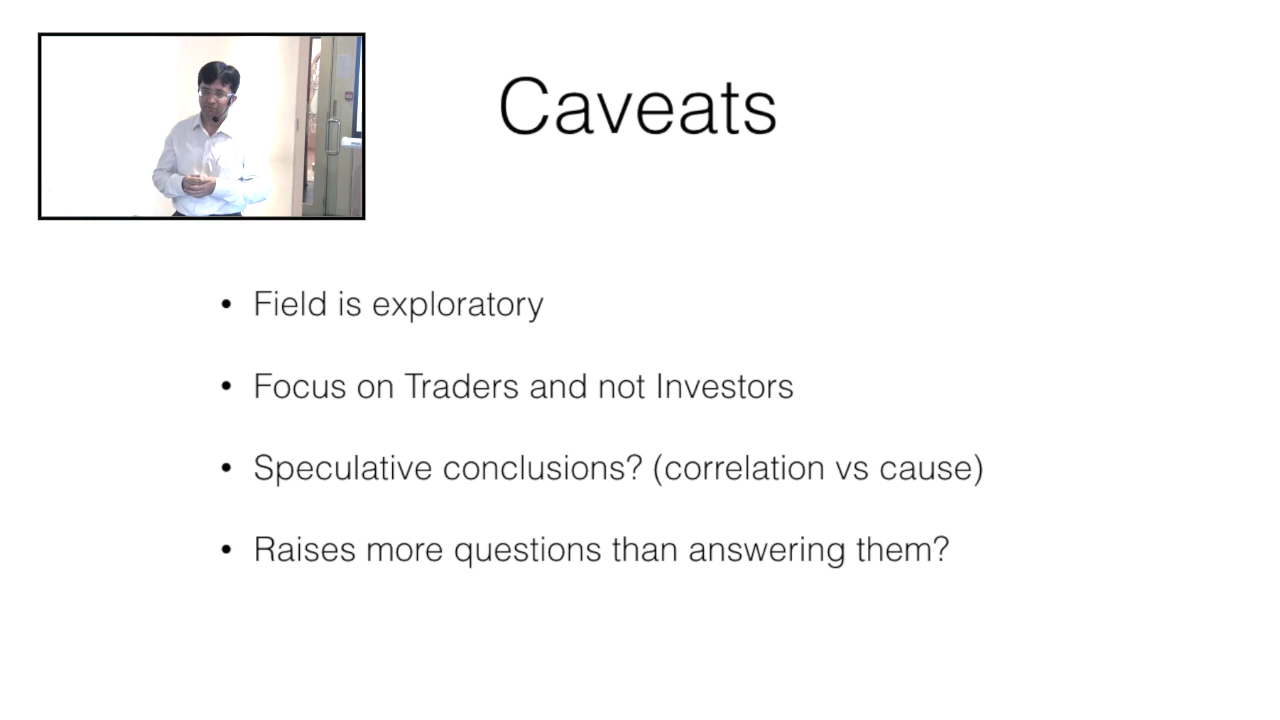 Caveats
• Field is exploratory
• Focus on Traders and not Investors
• Speculative conclusions? (correlation vs cause)
• Raises more questions than answering them?